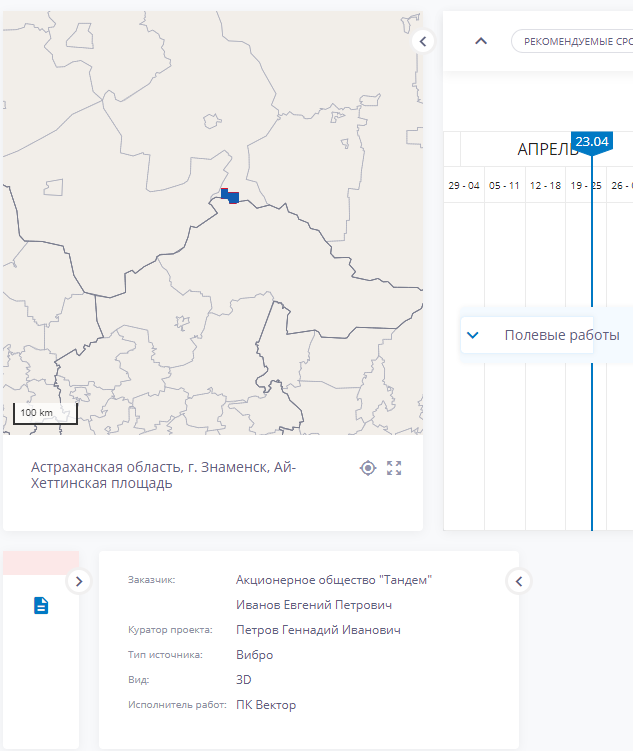 РЕКОМЕНДУЕМЫЕ СРО
АПРЕЛЬ
23.04
29 - 04 05 - 11 12 - 18 19 - 25 26 -
Полевые работы
100 km
Астраханская область, г. Знаменск, Ай-
Хеттинская площадь
Заказчик: Акционерное общество "Тандем"
Иванов Евгений Петрович
Куратор проекта: Петров Геннадий Иванович
Тип источника: Вибро
Вид: 3D
Исполнитель работ: ПК Вектор